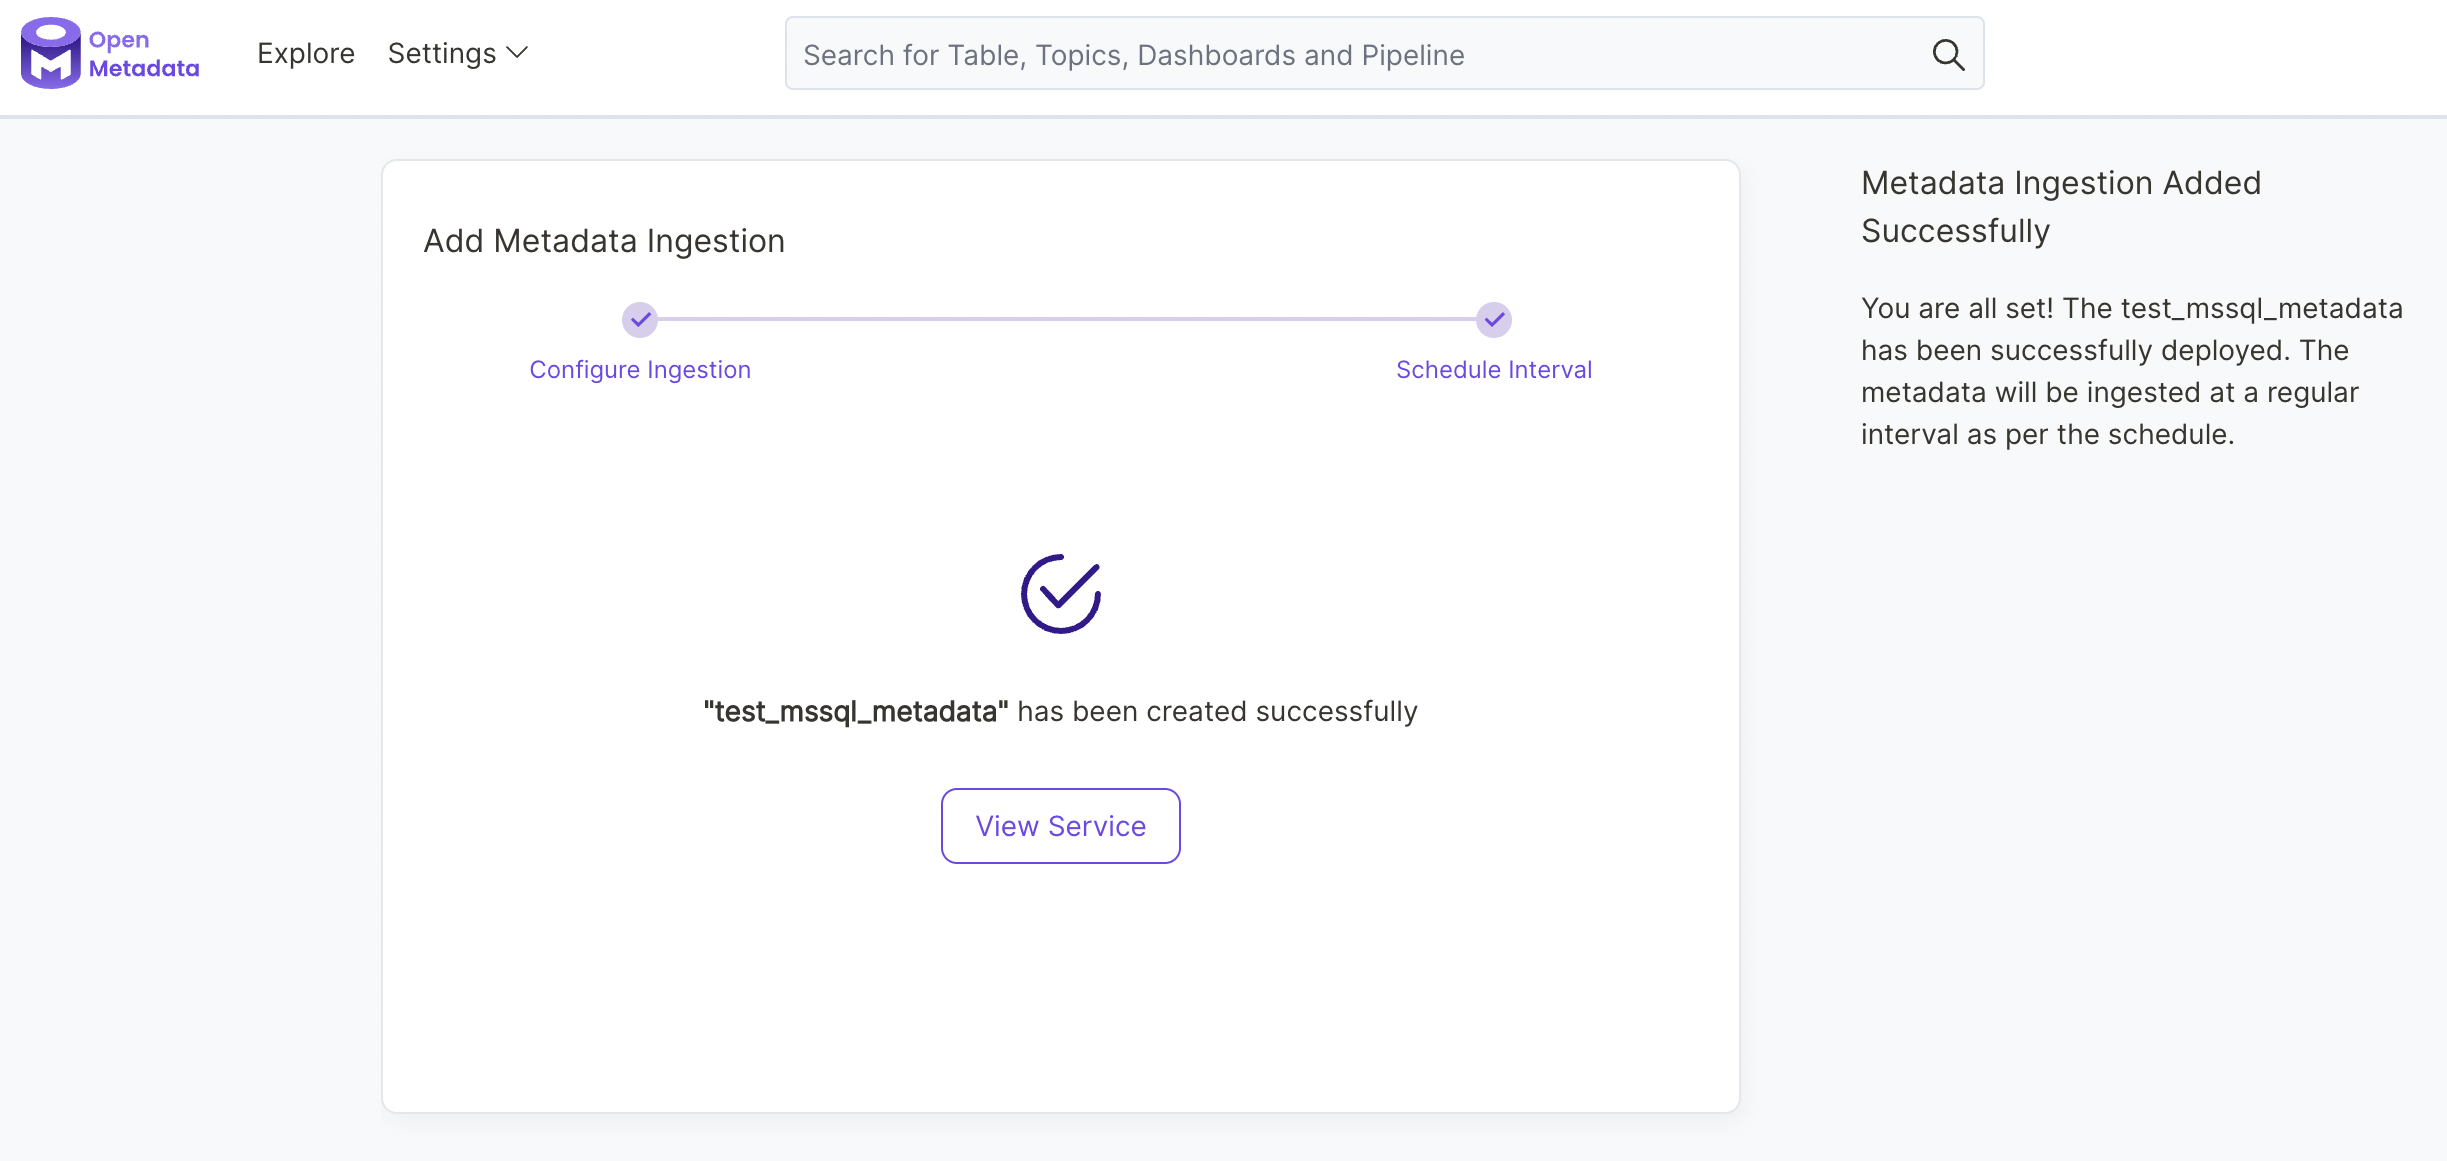 Open
Metadata
Explore
Settings
Search for Table, Topics, Dashboards and Pipeline
Add Metadata Ingestion
Configure Ingestion
Schedule Interval
"test_mssql_metadata" has been created successfully
View Service
Metadata Ingestion Added
Successfully
You are all set! The test_mssql_metadata
has been successfully deployed. The
metadata will be ingested at a regular
interval as per the schedule.